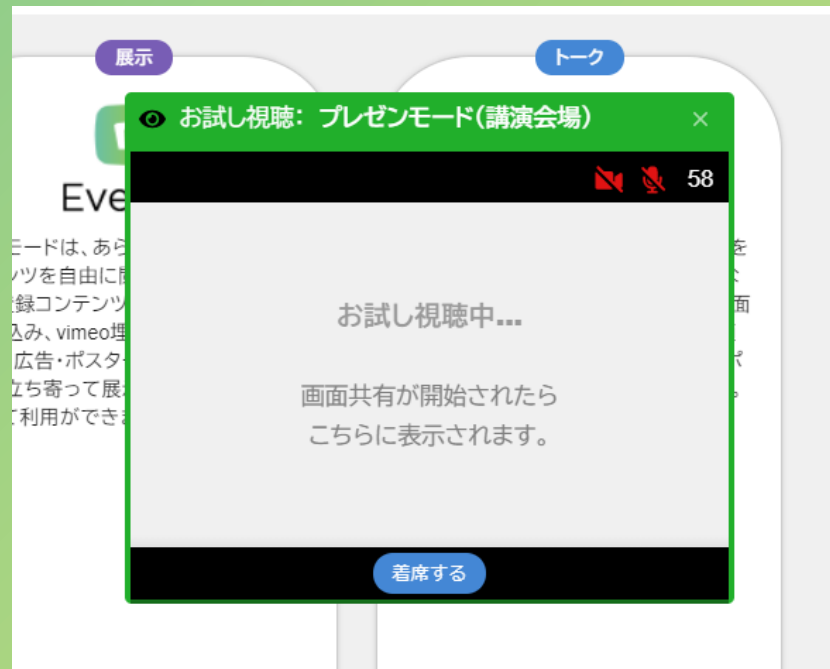 展示
トーク
お試し視聴: プレゼンモード(講演会場)
×
58
Eve
モードは、あら
ンツを自由に
登録コンテンツ
込み、vimeo埋
広告・ポスター
立ち寄って展
て利用ができ
お試し視聴中...
画面共有が開始されたら
こちらに表示されます。
を
面
着席する